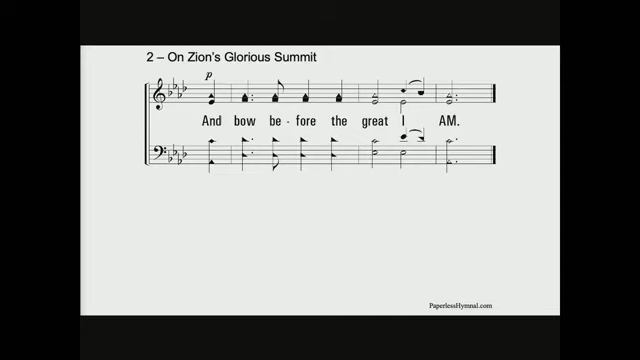 2 – On Zion's Glorious Summit
p
And bow be - fore the great I AM.
PaperlessHymnal.com